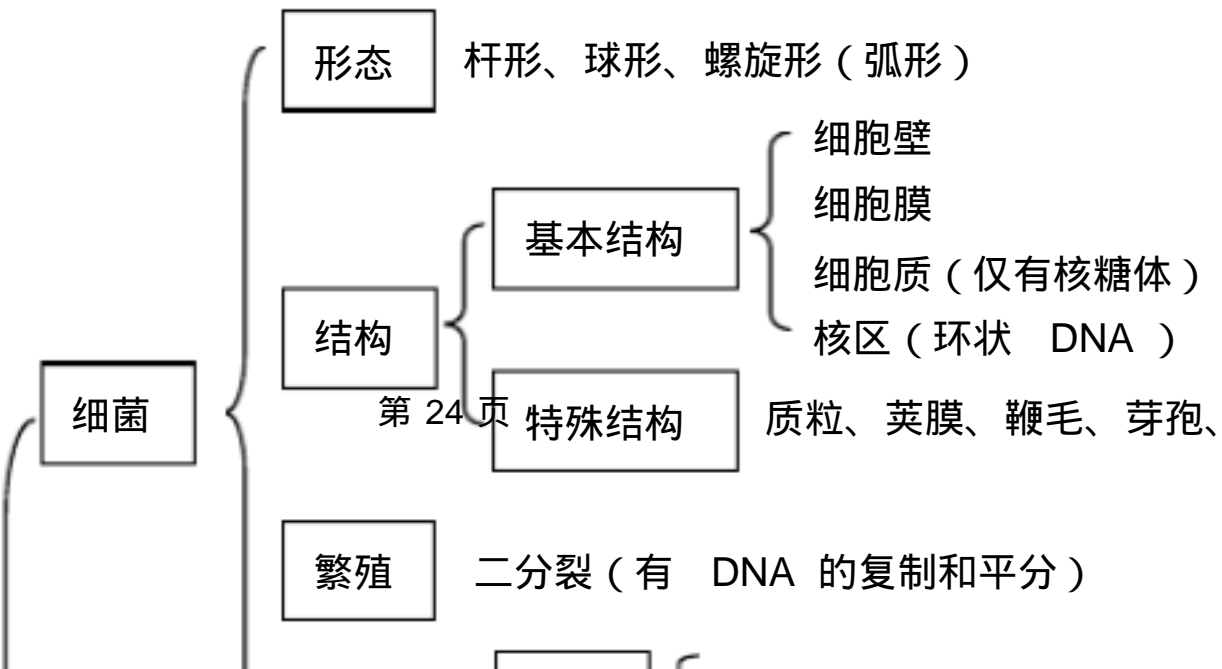 形态 杆形、球形、螺旋形（弧形）
细胞壁
细胞膜
基本结构
细胞质（仅有核糖体）
结构
核区（环状 DNA ）
细菌
第 24 页
特殊结构 质粒、荚膜、鞭毛、芽孢、
繁殖 二分裂（有 DNA 的复制和平分）